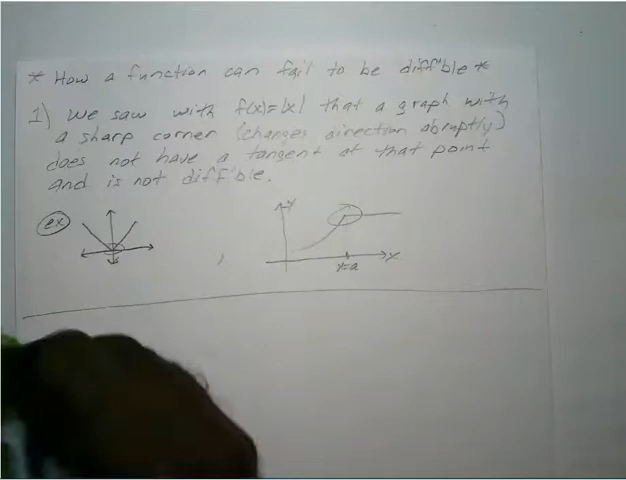 * How a function can fail to be diff'ble *
1) We saw with f(x)=|x| that a graph with
a sharp corner (changes direction abruptly)
does not have a tangent at that point
and is not diff'ble.
ex
,
y
x
x=a